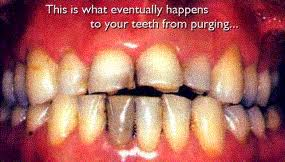 This is what eventually happens
to your teeth from purging...